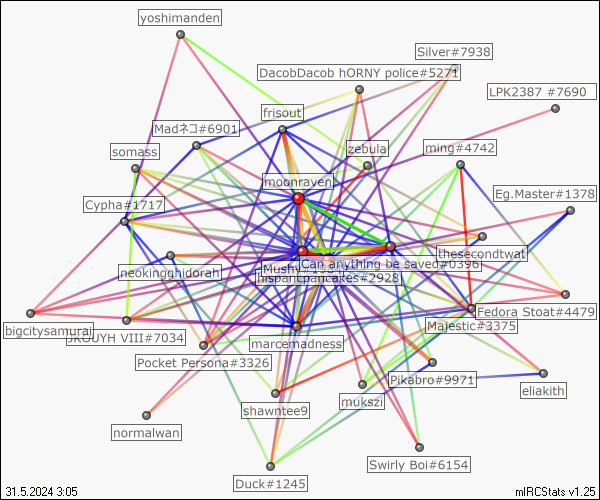 yoshimanden
Silver#7938
DacobDacob hORNY police#5271
LPK2387 #7690
frisout
Madネコ#6901
zebula
ming#4742
somass
moonraven
Eg.Master#1378
Cypha#1717
thesecondtwat
Can anything be saved#0396
neokingghidorah
hispancpancakes#2928
Fedora Stoat#4479
bigcitysamurai
Majestic#3375
JKOUYH VIII#7034
marcemadness
Pocket Persona#3326
Pikabro#9971
eliakith
mukszi
shawntee9
normalwan
Swirly Boi#6154
Duck#1245
31.5.2024 3:05
mIRCStats v1.25